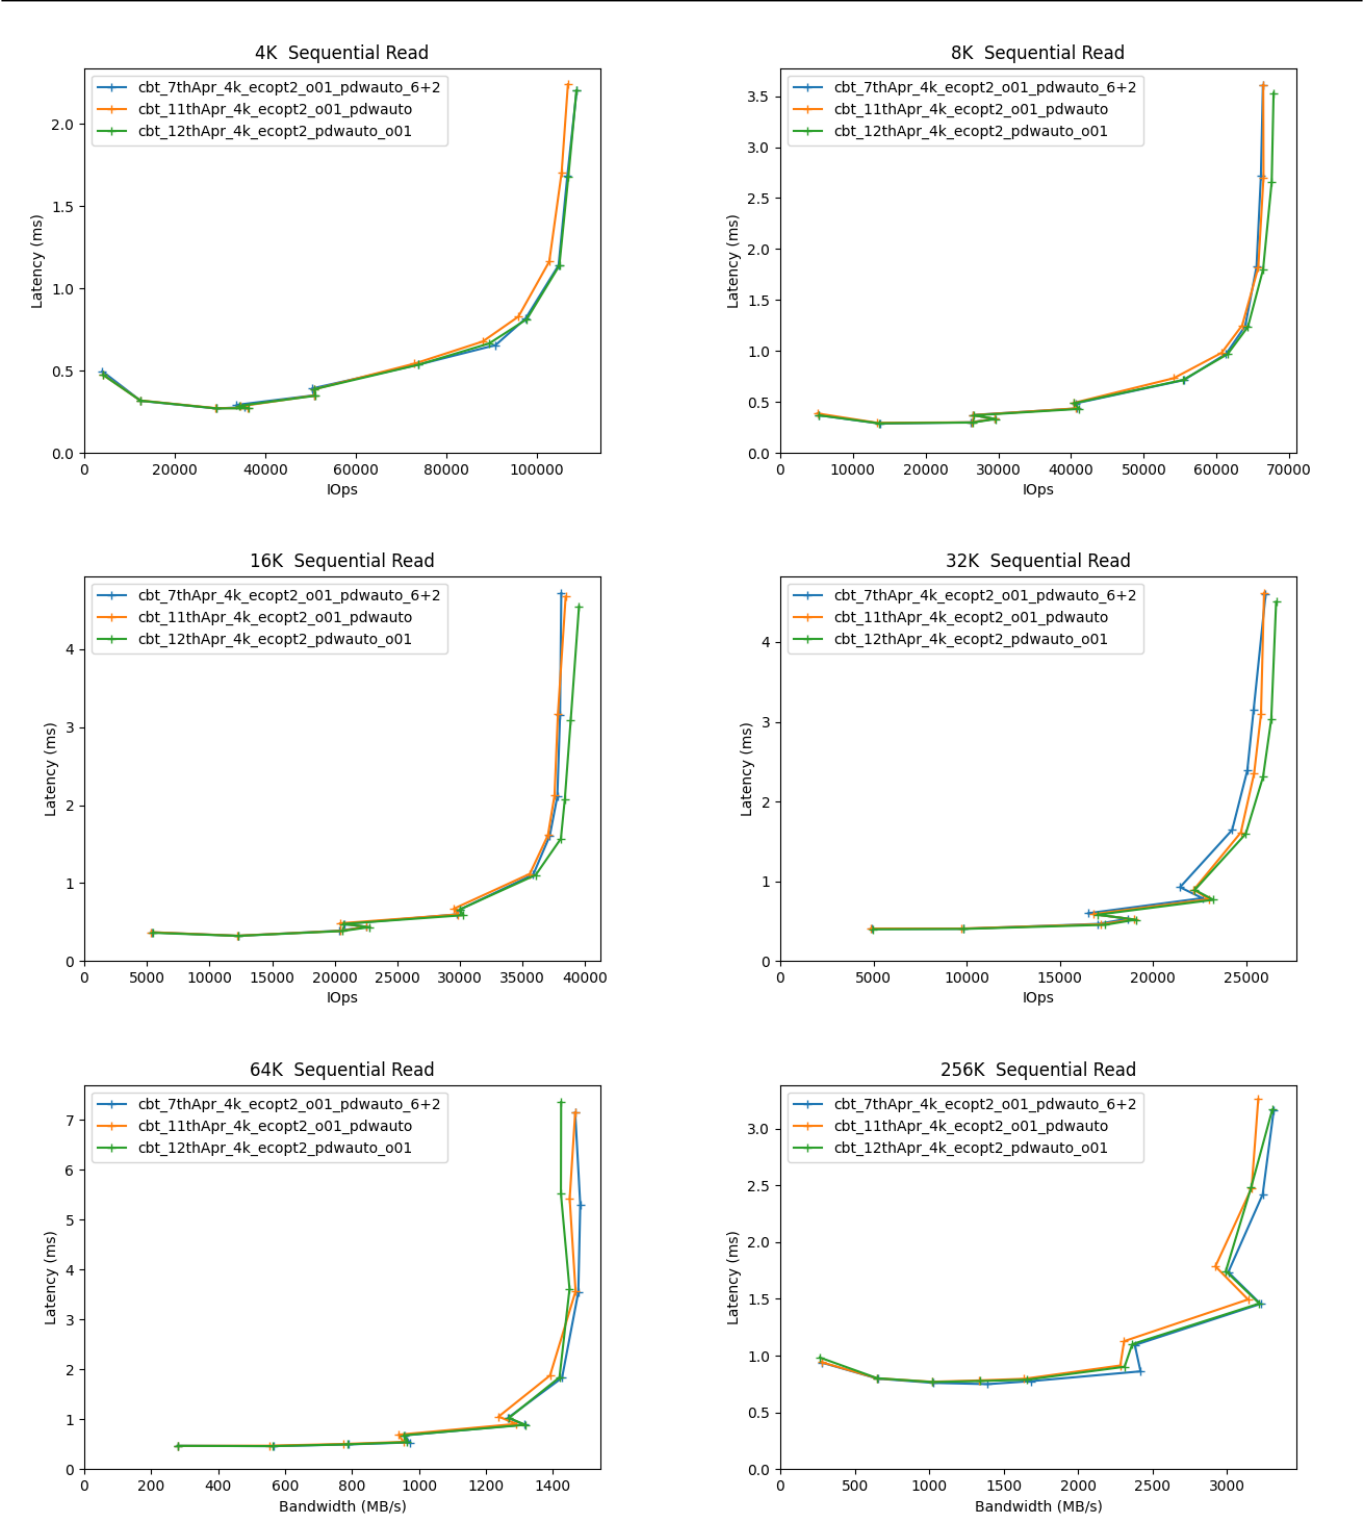 4K  Sequential Read
cbt_7thApr_4k_ecopt2_o01_pdwauto_6+2
cbt_11thApr_4k_ecopt2_o01_pdwauto
cbt_12thApr_4k_ecopt2_pdwauto_o01
2.0
1.5
1.0
0.5
0.0
Latency (ms)
0 20000 40000 60000 80000 100000
IOps
8K  Sequential Read
cbt_7thApr_4k_ecopt2_o01_pdwauto_6+2
cbt_11thApr_4k_ecopt2_o01_pdwauto
cbt_12thApr_4k_ecopt2_pdwauto_o01
3.5
3.0
2.5
2.0
1.5
1.0
0.5
0.0
Latency (ms)
0 10000 20000 30000 40000 50000 60000 70000
IOps
16K  Sequential Read
cbt_7thApr_4k_ecopt2_o01_pdwauto_6+2
cbt_11thApr_4k_ecopt2_o01_pdwauto
cbt_12thApr_4k_ecopt2_pdwauto_o01
4
3
2
1
0
Latency (ms)
0 5000 10000 15000 20000 25000 30000 35000 40000
IOps
32K  Sequential Read
cbt_7thApr_4k_ecopt2_o01_pdwauto_6+2
cbt_11thApr_4k_ecopt2_o01_pdwauto
cbt_12thApr_4k_ecopt2_pdwauto_o01
4
3
2
1
0
Latency (ms)
0 5000 10000 15000 20000 25000
IOps
64K  Sequential Read
cbt_7thApr_4k_ecopt2_o01_pdwauto_6+2
cbt_11thApr_4k_ecopt2_o01_pdwauto
cbt_12thApr_4k_ecopt2_pdwauto_o01
7
6
5
4
3
2
1
0
Latency (ms)
0 200 400 600 800 1000 1200 1400
Bandwidth (MB/s)
256K  Sequential Read
cbt_7thApr_4k_ecopt2_o01_pdwauto_6+2
cbt_11thApr_4k_ecopt2_o01_pdwauto
cbt_12thApr_4k_ecopt2_pdwauto_o01
3.0
2.5
2.0
1.5
1.0
0.5
0.0
Latency (ms)
0 500 1000 1500 2000 2500 3000
Bandwidth (MB/s)